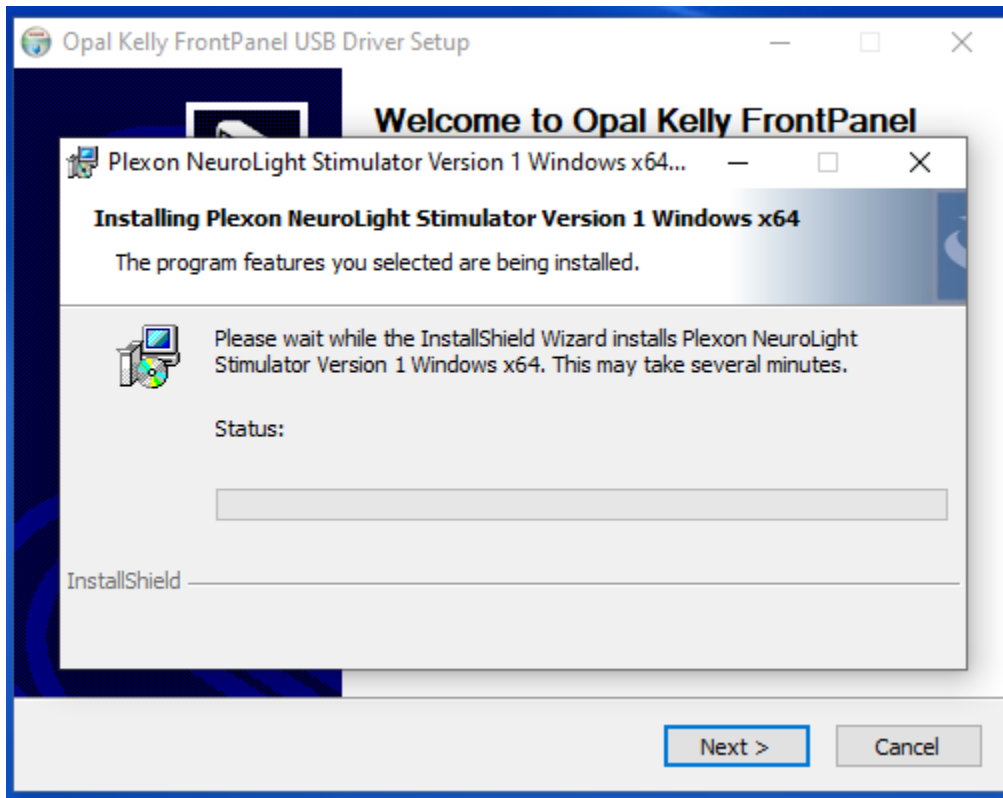 Opal Kelly FrontPanel USB Driver Setup
Welcome to Opal Kelly FrontPanel
Plexon NeuroLight Stimulator Version 1 Windows x64...
Installing Plexon NeuroLight Stimulator Version 1 Windows x64
The program features you selected are being installed.
Please wait while the InstallShield Wizard installs Plexon NeuroLight
Stimulator Version 1 Windows x64. This may take several minutes.
Status:
InstallShield
Next >
Cancel